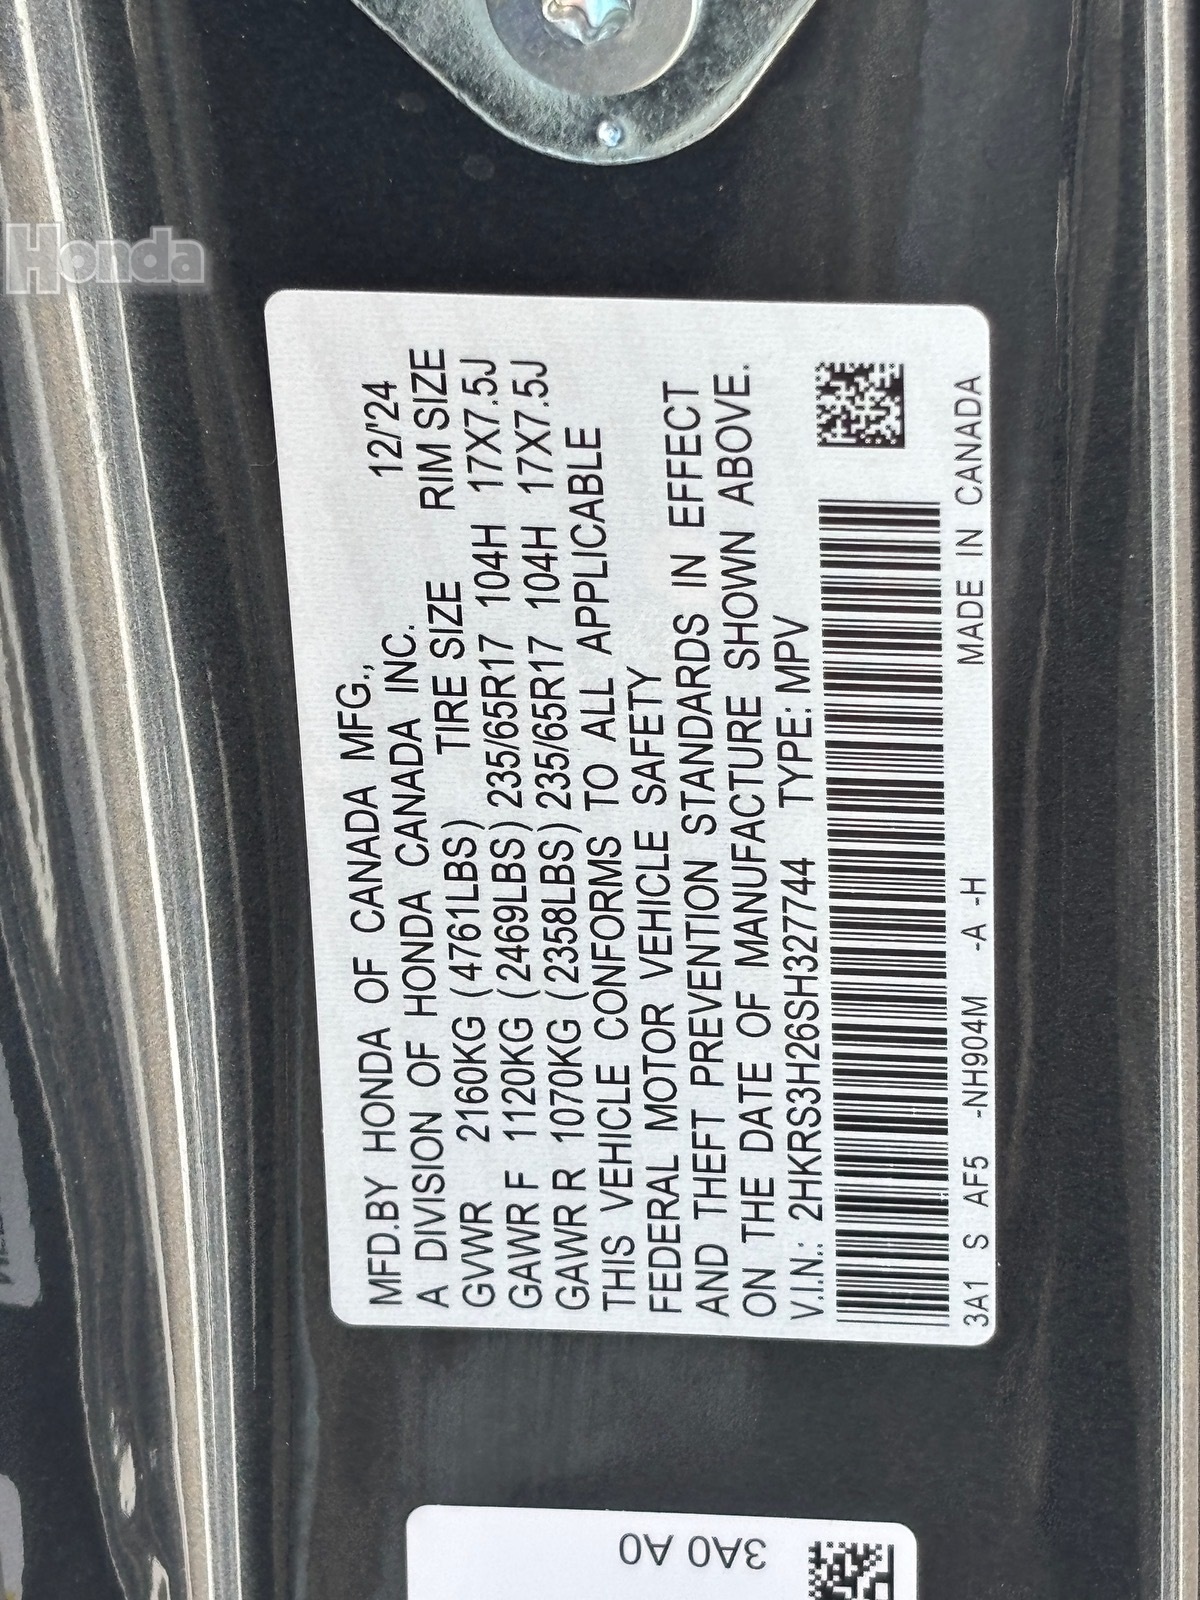 Honda
MFD.BY HONDA OF CANADA MFG., 12/'24
A DIVISION OF HONDA CANADA INC.
GVWR 2160KG (4761LBS) TIRE SIZE RIM SIZE
GAWR F 1120KG (2469LBS) 235/65R17 104H 17X7.5J
GAWR R 1070KG (2358LBS) 235/65R17 104H 17X7.5J
THIS VEHICLE CONFORMS TO ALL APPLICABLE
FEDERAL MOTOR VEHICLE SAFETY
AND THEFT PREVENTION STANDARDS IN EFFECT
ON THE DATE OF MANUFACTURE SHOWN ABOVE.
V.I.N.: 2HKRS3H26SH327744 TYPE: MPV
3A1 S AF5 -NH904M -A -H MADE IN CANADA
3A0 A0